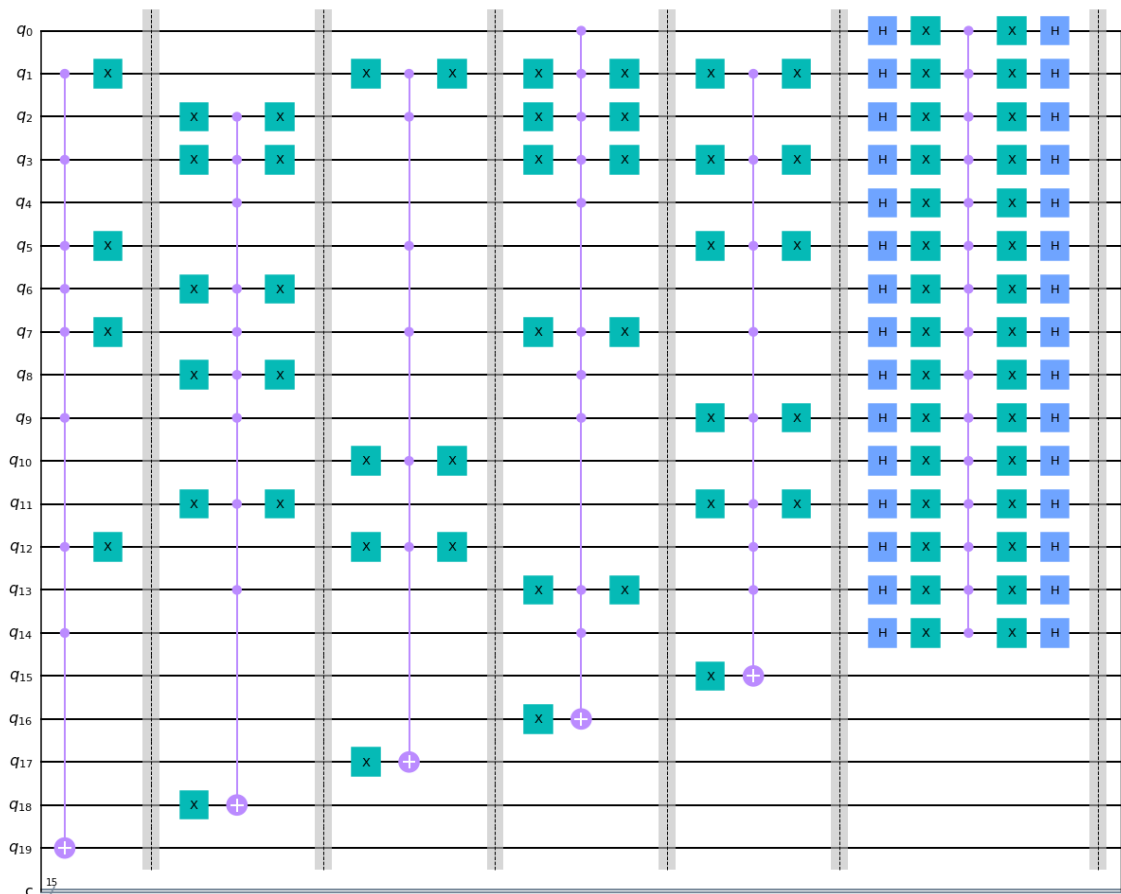 q0 H X X H
q1 X X X X X X X H X X H
q2 X X X X H X X H
q3 X X X X X X H X X H
q4 H X X H
q5 X X X H X X H
q6 X X H X X H
q7 X X X H X X H
q8 X X H X X H
q9 X X H X X H
q10 X X H X X H
q11 X X X X H X X H
q12 X X X H X X H
q13 X X H X X H
q14 H X X H
q15 X
q16 X
q17 X
q18 X
q19
15
c